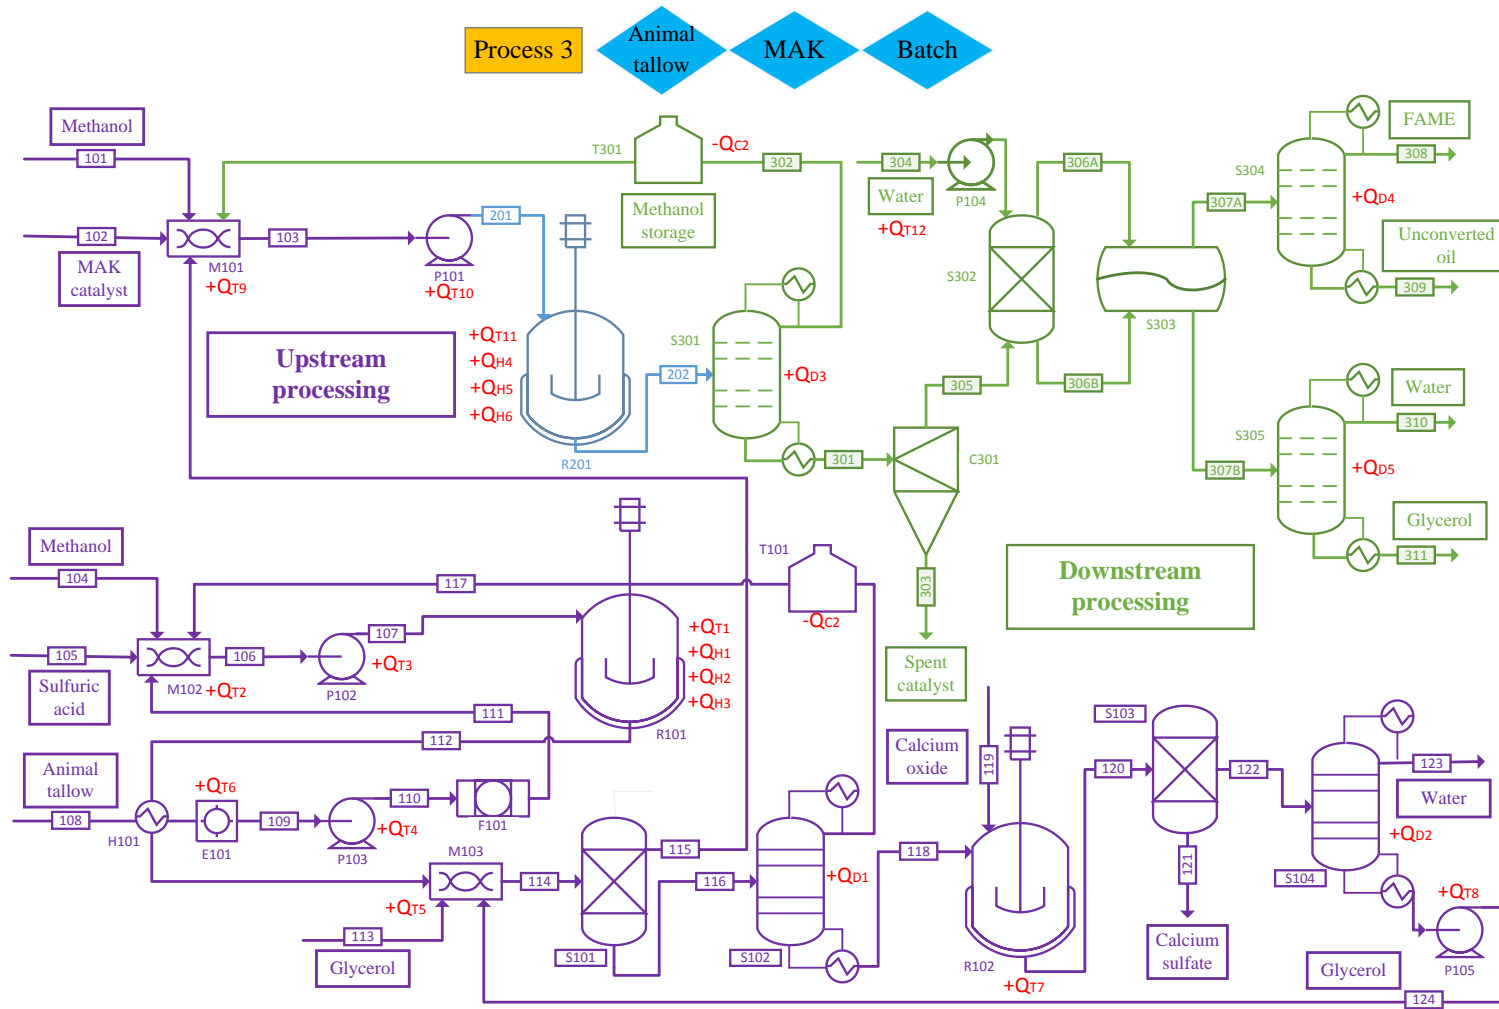 Process 3
Animal
tallow
MAK
Batch
Methanol
101
102
MAK
catalyst
M101
+QT9
103
P101
+QT10
201
T301
-QC2
302
Methanol
storage
304
Water
+QT12
P104
306A
S302
306B
S303
307A
S304
FAME
308
+QD4
Unconverted
oil
309
Upstream
processing
+QT11
+QH4
+QH5
+QH6
R201
202
S301
+QD3
301
305
C301
303
Spent
catalyst
307B
S305
Water
310
+QD5
Glycerol
311
Downstream
processing
Methanol
104
105
Sulfuric
acid
M102
+QT2
106
P102
+QT3
107
117
T101
-QC2
+QT1
+QH1
+QH2
+QH3
R101
111
112
Animal
tallow
108
H101
+QT6
E101
109
P103
+QT4
110
F101
M103
+QT5
113
Glycerol
114
S101
115
116
S102
+QD1
118
Calcium
oxide
119
R102
+QT7
120
S103
121
Calcium
sulfate
122
S104
123
Water
+QD2
+QT8
P105
Glycerol
124